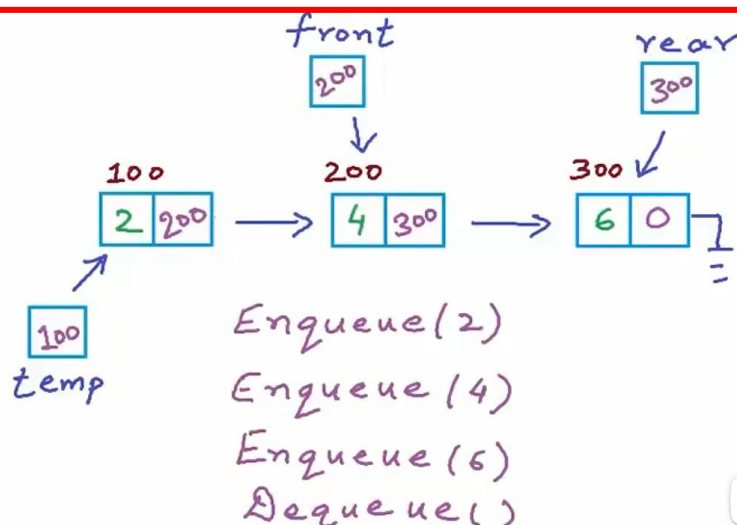 front
rear
200
300
100
200
300
2 200
4 300
6 0
100
temp
Enqueue(2)
Enqueue(4)
Enqueue(6)
Dequeue()